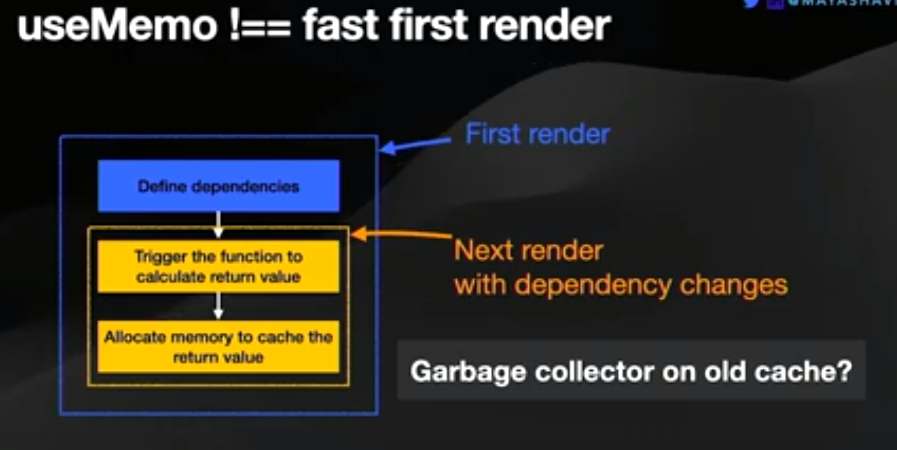 useMemo !== fast first render
First render
Define dependencies
Trigger the function to
calculate return value
Next render
with dependency changes
Allocate memory to cache the
return value
Garbage collector on old cache?